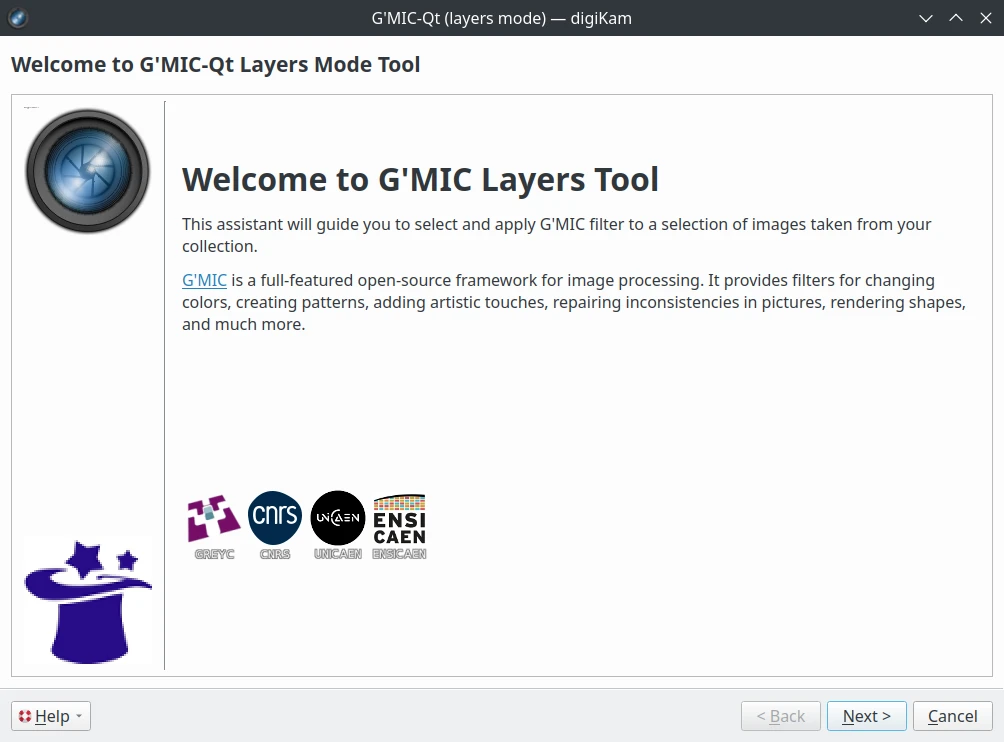 G'MIC-Qt (layers mode) — digiKam
Welcome to G'MIC-Qt Layers Mode Tool
Welcome to G'MIC Layers Tool
This assistant will guide you to select and apply G'MIC filter to a selection of images taken from your
collection.
G'MIC is a full-featured open-source framework for image processing. It provides filters for changing
colors, creating patterns, adding artistic touches, repairing inconsistencies in pictures, rendering shapes,
and much more.
cnrs UNICAEN ENSI
CAEN
GREYC CNRS UNICAEN ENSICAEN
Help < Back Next > Cancel